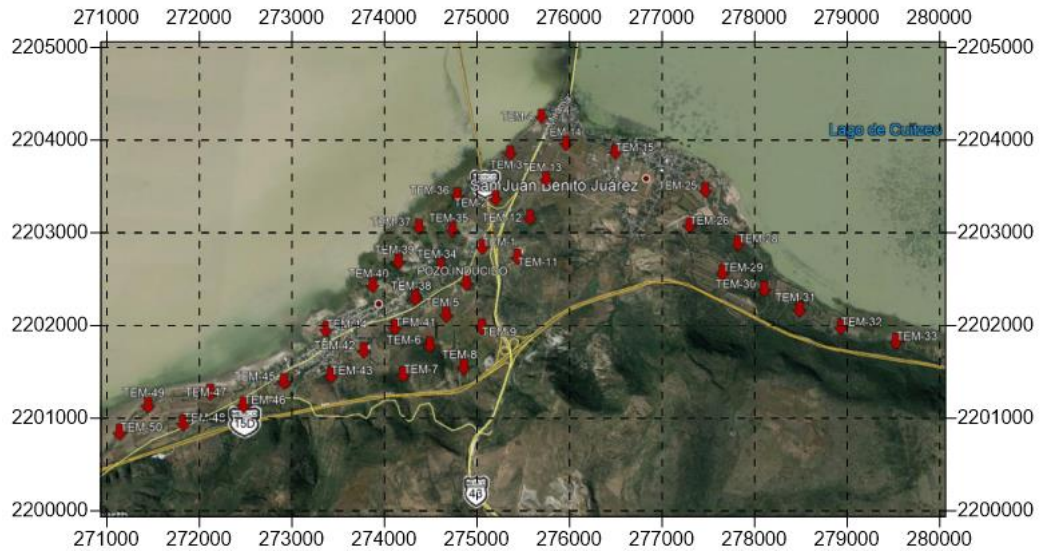 271000 272000 273000 274000 275000 276000 277000 278000 279000 280000
2205000 2205000
TEM-14
2204000 Lago de Cuitzeo 2204000
TEM-3 TEM-13 TEM-15
TEM-36 San Juan Benito Juárez TEM-25
TEM-2
TEM-37 TEM-35 TEM-12 TEM-26
2203000 2203000
TEM-28
TEM-39 TEM-34 TEM-1
TEM-11
TEM-40 POZO INDUCIDO TEM-29
TEM-38 TEM-30
TEM-5 TEM-31
2202000 2202000
TEM-41 TEM-9 TEM-32
TEM-42 TEM-6 TEM-33
TEM-8
TEM-45 TEM-43 TEM-7
TEM-49 TEM-47
TEM-46
2201000 2201000
TEM-50 TEM-48 15D
2200000 2200000
271000 272000 273000 274000 275000 276000 277000 278000 279000 280000